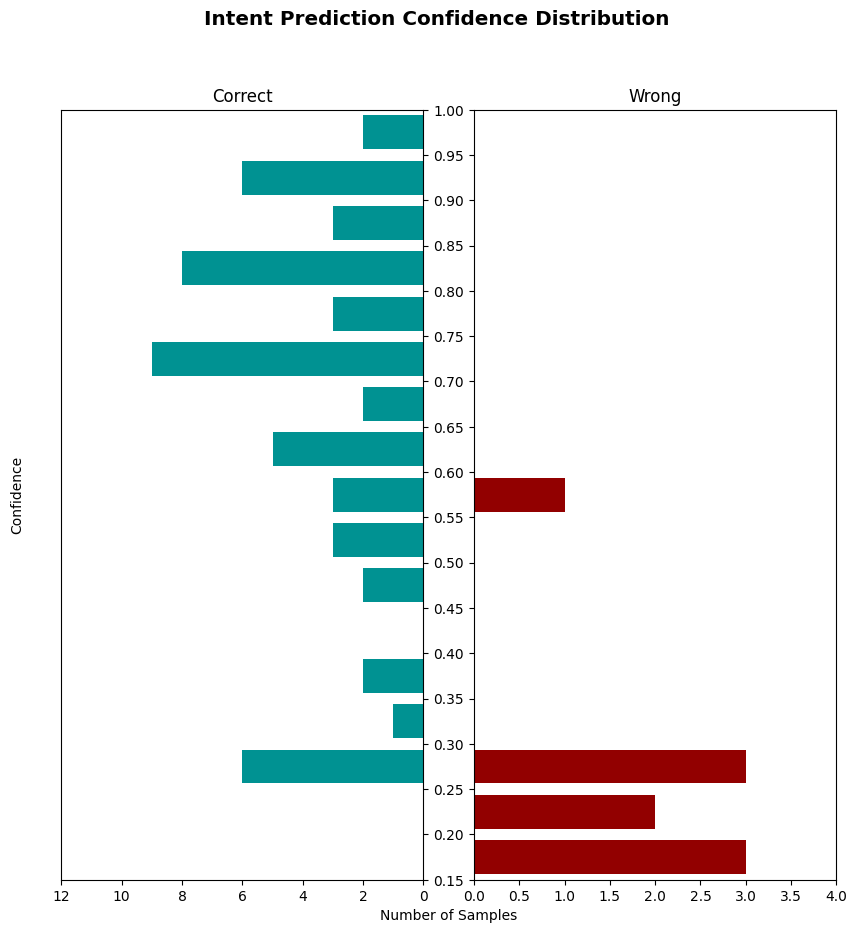 Intent Prediction Confidence Distribution
Correct
Wrong
1.00
0.95
0.90
0.85
0.80
0.75
0.70
0.65
0.60
0.55
0.50
0.45
0.40
0.35
0.30
0.25
0.20
0.15
Confidence
12 10 8 6 4 2 0
0.0 0.5 1.0 1.5 2.0 2.5 3.0 3.5 4.0
Number of Samples